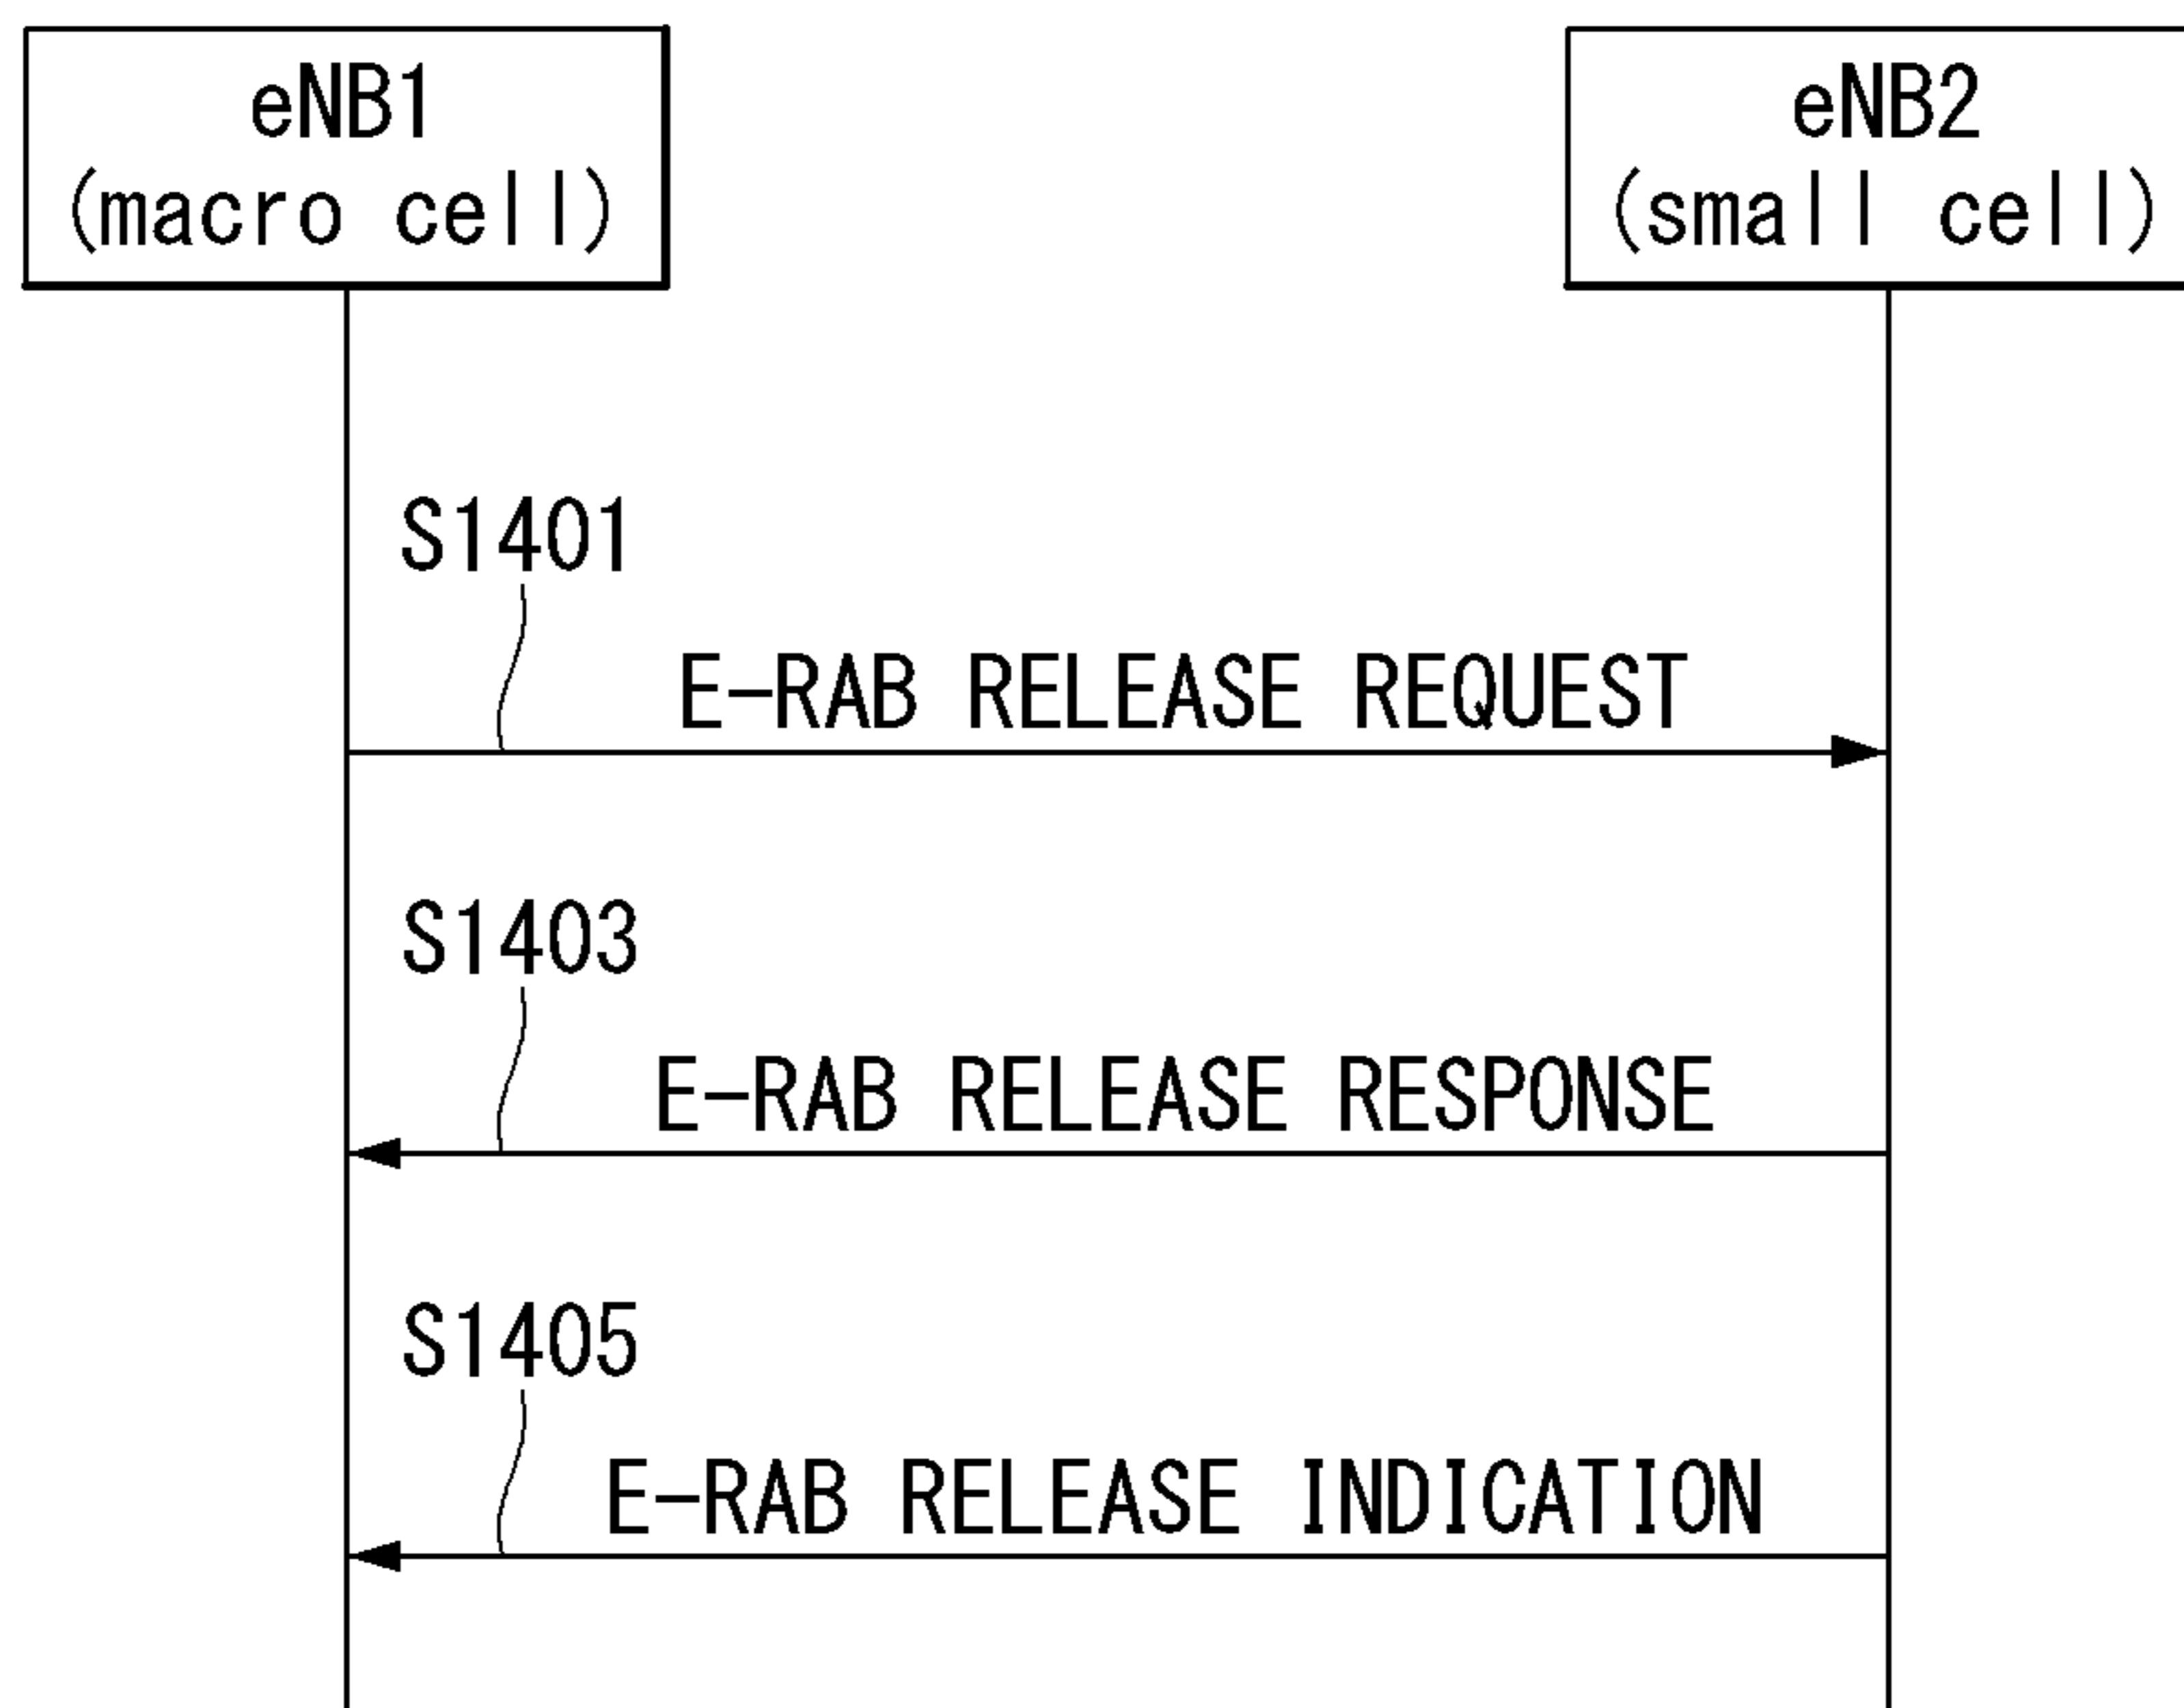 eNB1
(macro cell)
eNB2
(small cell)
S1401
E-RAB RELEASE REQUEST
S1403
E-RAB RELEASE RESPONSE
S1405
E-RAB RELEASE INDICATION